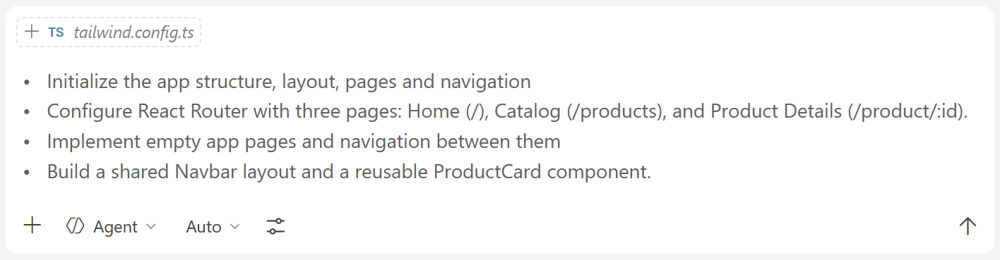 TS tailwind.config.ts
• Initialize the app structure, layout, pages and navigation
• Configure React Router with three pages: Home (/), Catalog (/products), and Product Details (/product/:id).
• Implement empty app pages and navigation between them
• Build a shared Navbar layout and a reusable ProductCard component.
Agent Auto